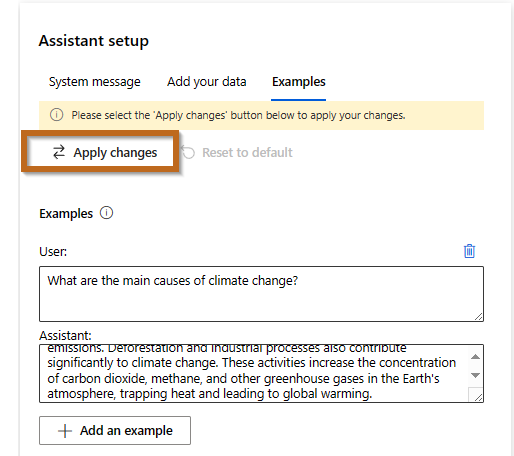 Assistant setup
System message Add your data Examples
Please select the 'Apply changes' button below to apply your changes.
Apply changes Reset to default
Examples
User:
What are the main causes of climate change?
Assistant:
emissions. Deforestation and industrial processes also contribute
significantly to climate change. These activities increase the concentration
of carbon dioxide, methane, and other greenhouse gases in the Earth's
atmosphere, trapping heat and leading to global warming.
Add an example